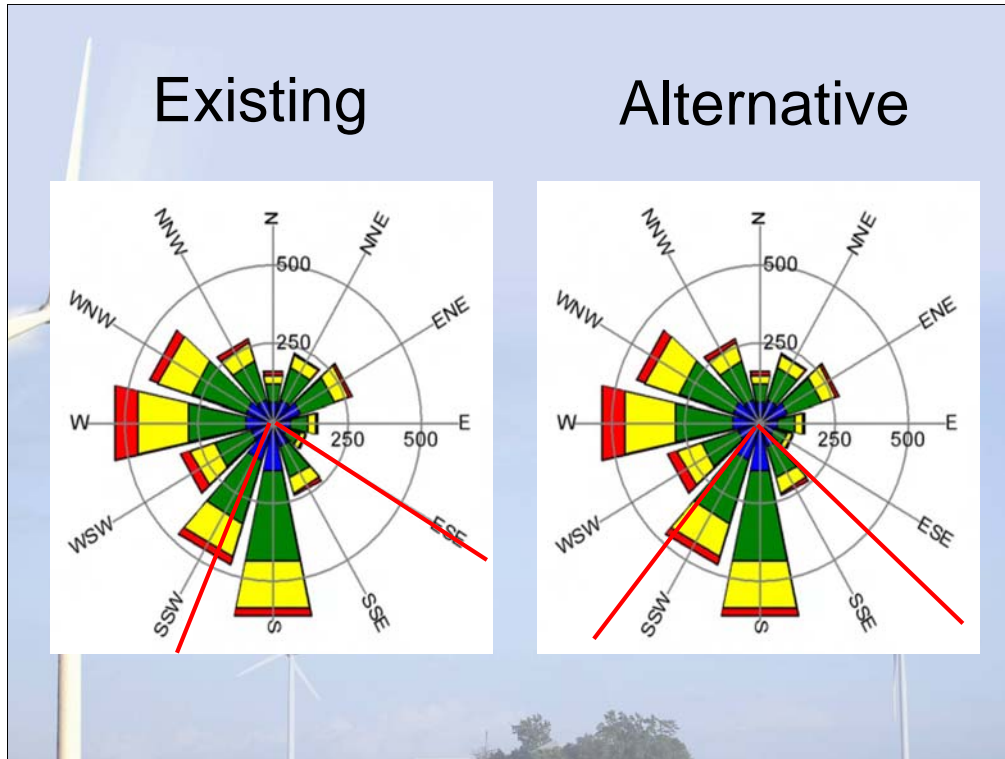 Existing
Alternative
N
NNE
ENE
E
ESE
SSE
S
SSW
WSW
W
WNW
NNW
500
250
250
500
N
NNE
ENE
E
ESE
SSE
S
SSW
WSW
W
WNW
NNW
500
250
250
500